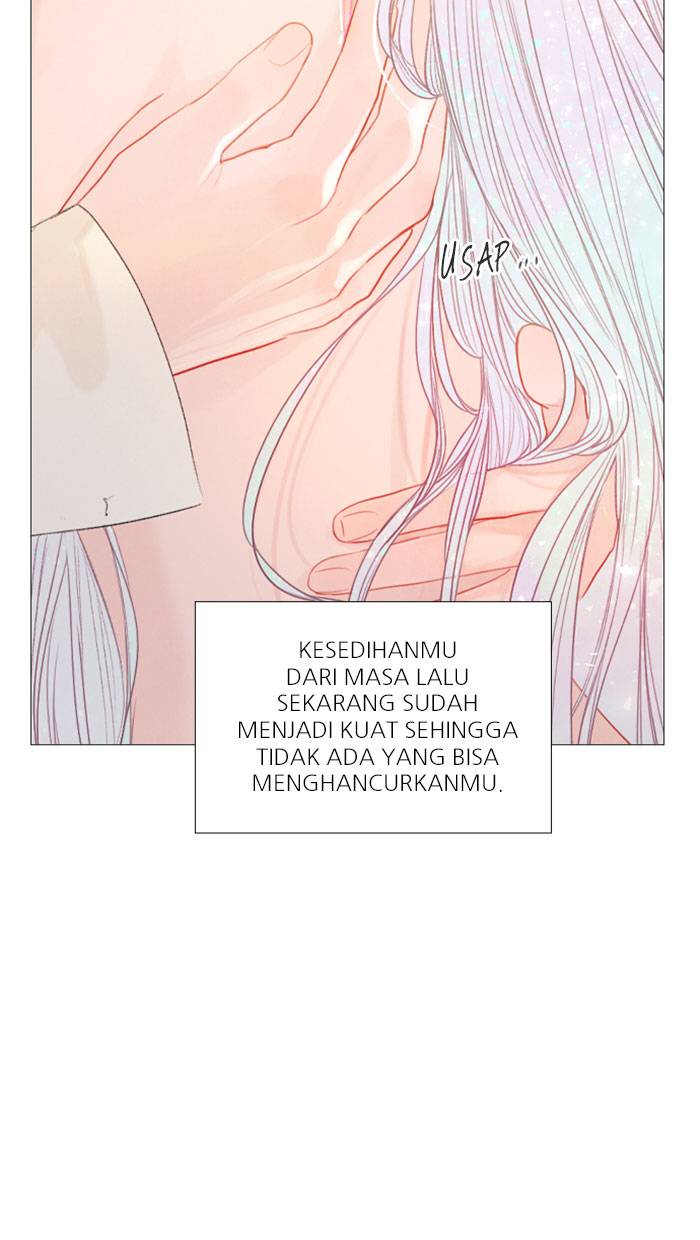 USAP...
KESEDIHANMU
DARI MASA LALU
SEKARANG SUDAH
MENJADI KUAT SEHINGGA
TIDAK ADA YANG BISA
MENGHANCURKANMU.